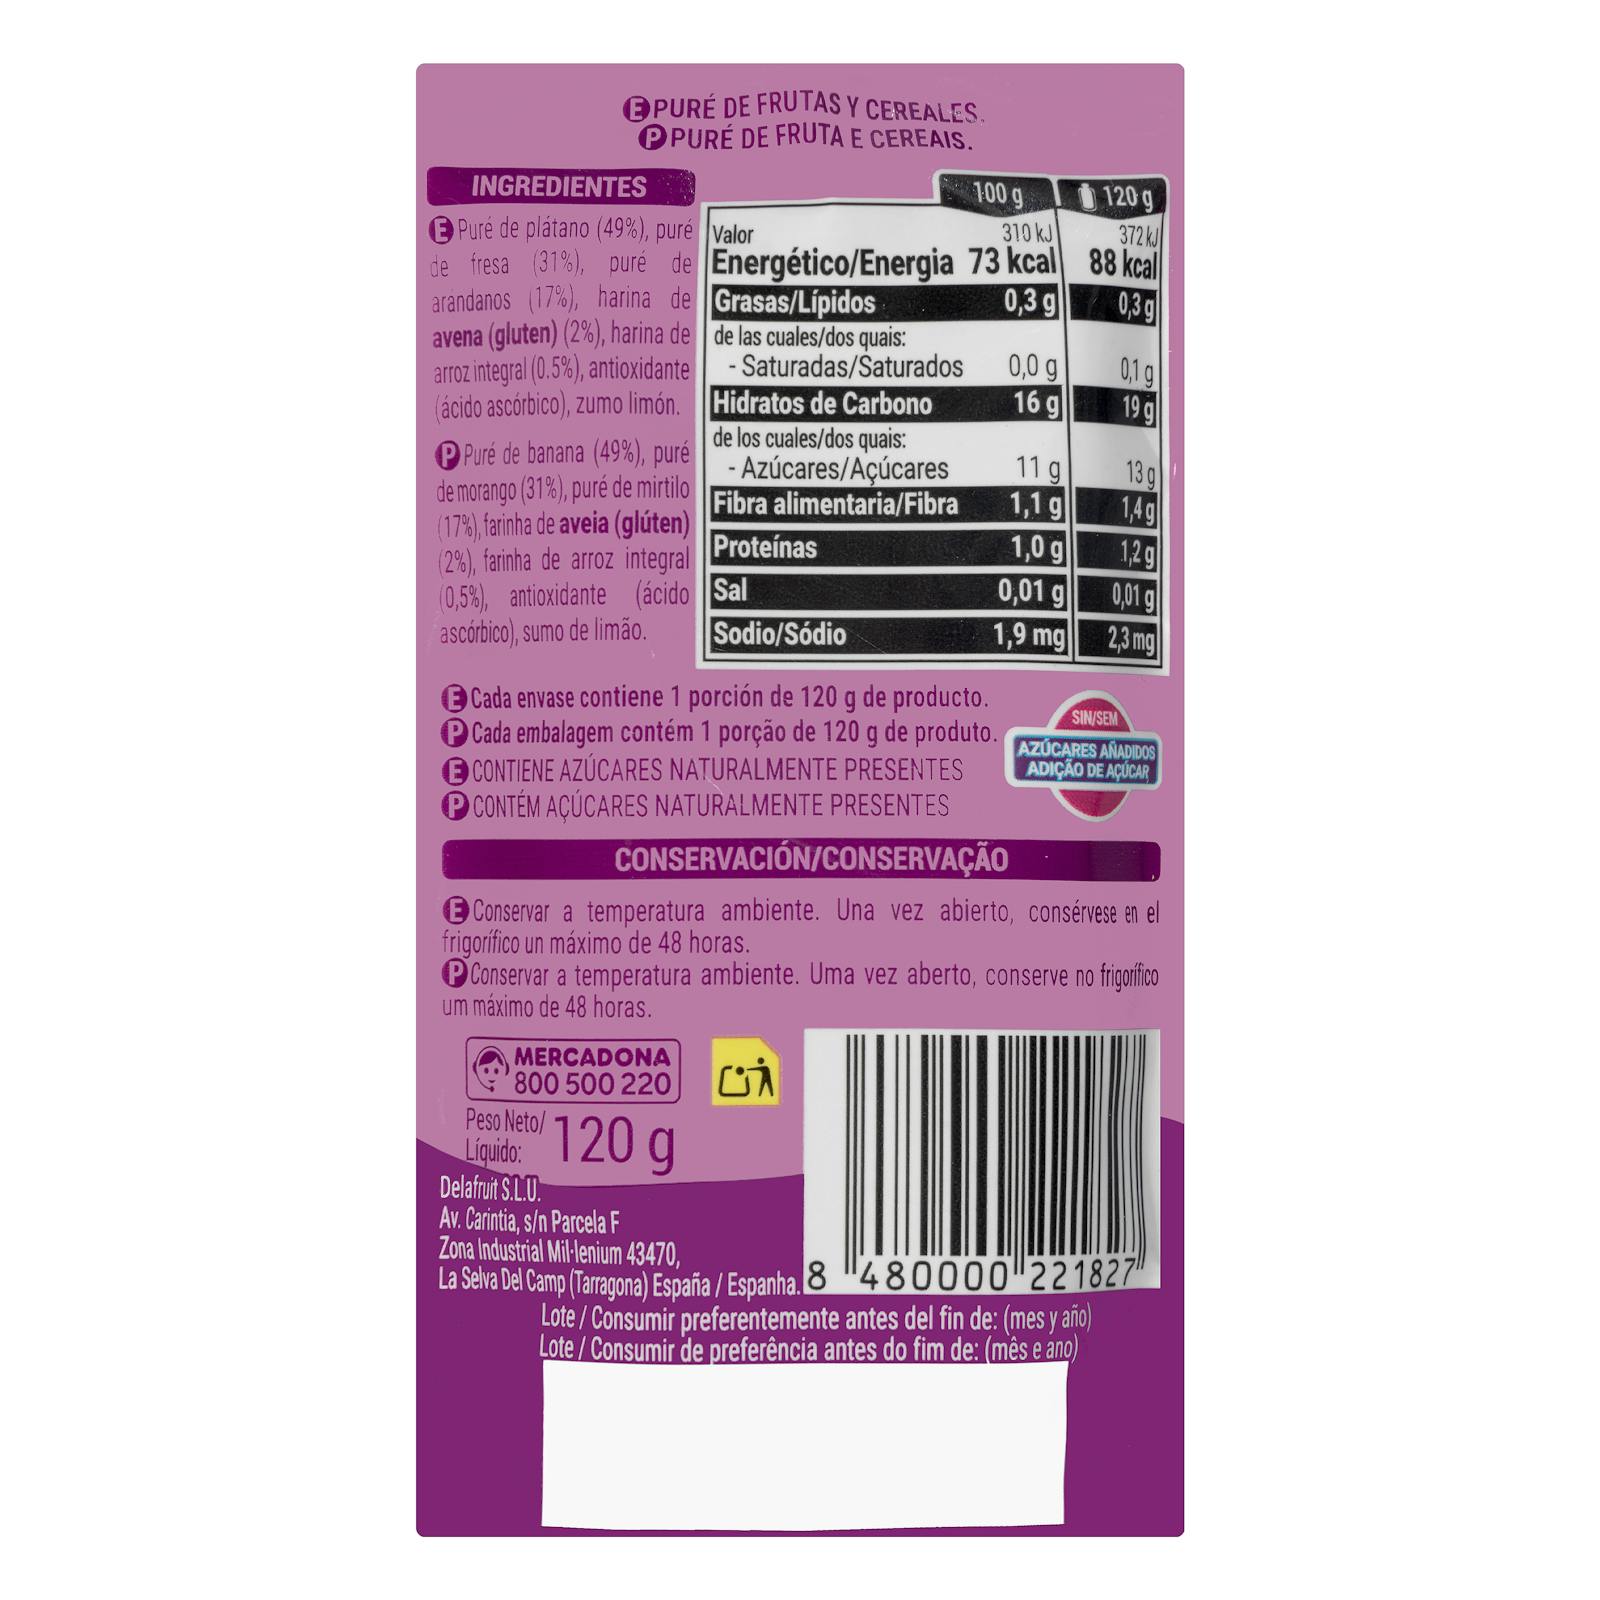 E PURÉ DE FRUTAS Y CEREALES.
P PURÉ DE FRUTA E CEREAIS.
INGREDIENTES
E Puré de plátano (49%), puré
de fresa (31%), puré de
arándanos (17%), harina de
avena (gluten) (2%), harina de
arroz integral (0.5%), antioxidante
(ácido ascórbico), zumo limón.
P Puré de banana (49%), puré
de morango (31%), puré de mirtilo
(17%), farinha de aveia (glúten)
(2%), farinha de arroz integral
(0,5%), antioxidante (ácido
ascórbico), sumo de limão.
100 g 120 g
Valor 310 kJ 372 kJ
Energético/Energia 73 kcal 88 kcal
Grasas/Lípidos 0,3 g 0,3 g
de las cuales/dos quais:
- Saturadas/Saturados 0,0 g 0,1 g
Hidratos de Carbono 16 g 19 g
de los cuales/dos quais:
- Azúcares/Açúcares 11 g 13 g
Fibra alimentaria/Fibra 1,1 g 1,4 g
Proteínas 1,0 g 1,2 g
Sal 0,01 g 0,01 g
Sodio/Sódio 1,9 mg 2,3 mg
E Cada envase contiene 1 porción de 120 g de producto.
P Cada embalagem contém 1 porção de 120 g de produto.
E CONTIENE AZÚCARES NATURALMENTE PRESENTES
P CONTÉM AÇÚCARES NATURALMENTE PRESENTES
SIN/SEM
AZÚCARES AÑADIDOS
ADIÇÃO DE AÇÚCAR
CONSERVACIÓN/CONSERVAÇÃO
E Conservar a temperatura ambiente. Una vez abierto, consérvese en el
frigorífico un máximo de 48 horas.
P Conservar a temperatura ambiente. Uma vez aberto, conserve no frigorífico
um máximo de 48 horas.
MERCADONA
800 500 220
Peso Neto/
Líquido: 120 g
Delafruit S.L.U.
Av. Carintia, s/n Parcela F
Zona Industrial Mil·lenium 43470,
La Selva Del Camp (Tarragona) España / Espanha.
8 480000 221827
Lote / Consumir preferentemente antes del fin de: (mes y año)
Lote / Consumir de preferência antes do fim de: (mês e ano)